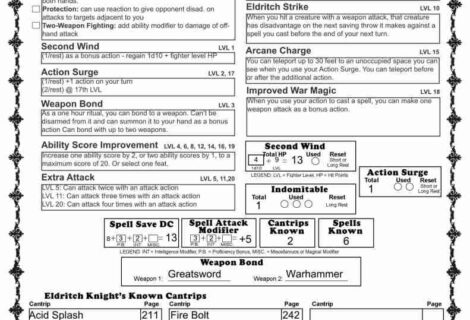 both hands.
Protection: can use reaction to give opponent disad. on
attacks to targets adjacent to you
Two-Weapon Fighting: add ability modifier to damage of off-
hand attack
Second Wind LVL 1
(1/rest) as a bonus action - regain 1d10 + fighter level HP
Action Surge LVL 2, 17
(1/rest) +1 action on your turn
(2/rest) @ 17th LVL
Weapon Bond LVL 3
As a one hour ritual, you can bond to a weapon. Can't be
disarmed from it and can summon it to your hand as a bonus
action Can bond with up to two weapons.
Ability Score Improvement LVL 4, 6, 8, 12, 14, 16, 19
Increase one ability score by 2, or two ability scores by 1, to a
maximum score of 20. Or select one feat.
Extra Attack LVL 5, 11, 20
LVL 5: Can attack twice with an attack action
LVL 11: Can attack three times with an attack action
LVL 20: Can attack four times with an attack action
Eldritch Strike LVL 10
When you hit a creature with a weapon attack, that creature
has disadvantage on the next saving throw it makes against a
spell you cast before the end of your next turn.
Arcane Charge LVL 15
You can teleport up to 30 feet to an unoccupied space you
can see when you use your Action Surge. You can teleport before
or after the additional action.
Improved War Magic LVL 18
When you use your action to cast a spell, you can make one
weapon attack as a bonus action.
Second Wind
Total HP Used Reset
4 + 9 = 13 Short or
1d10 LVL Long Rest
LEGEND: LVL = Fighter Level, HP = Hit Points
Indomitable
Total Used Reset
1 Long Rest
Action Surge
Total Used Reset
1 Short or
Long Rest
Spell Save DC
8+3+2+ =13
P.B. INT MISC
Spell Attack
Modifier
3+2+ =+5
P.B. INT MISC
Cantrips
Known
2
Spells
Known
6
LEGEND: INT = Intelligence Modifier, P.B. = Proficiency Bonus, MISC. = Miscellaneous or Magical Modifier
Weapon Bond
Weapon 1: Greatsword Weapon 2: Warhammer
Eldritch Knight's Known Cantrips
Cantrip Page Cantrip Page
Acid Splash 211 Fire Bolt 242